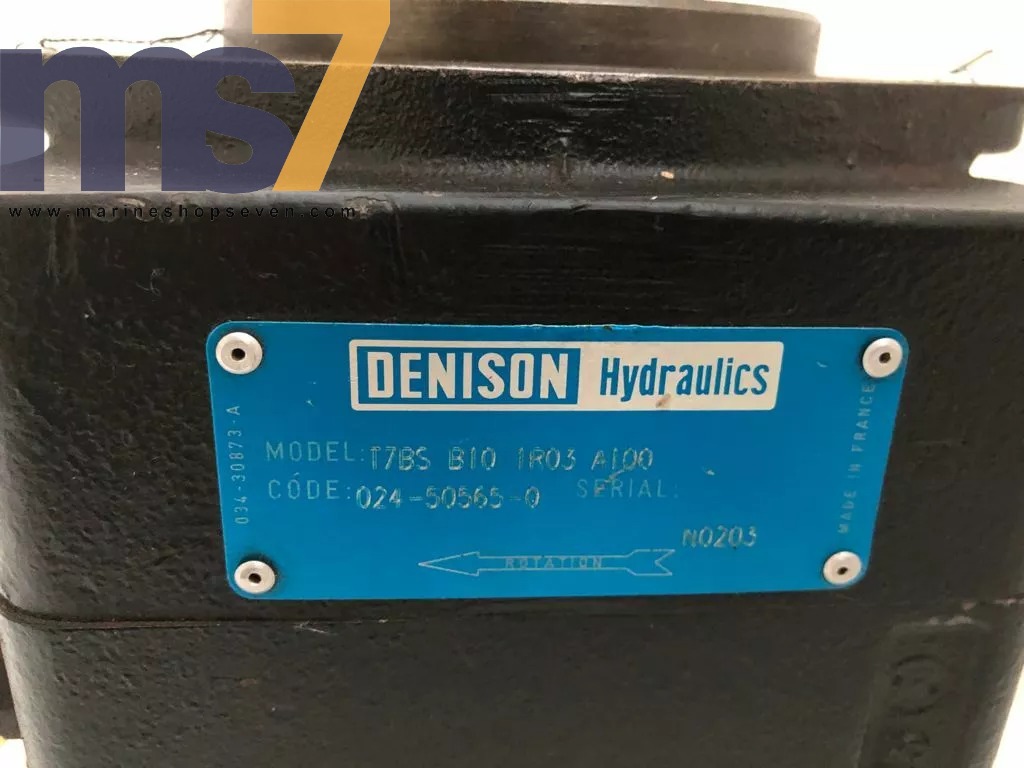 ms7
www.marineshopseven.com
DENISON Hydraulics
034-30873-A
MODEL: T7BS B10 1R03 A100
CODE: 024-50565-0 SERIAL:
N0203
ROTATION
MADE IN FRANCE